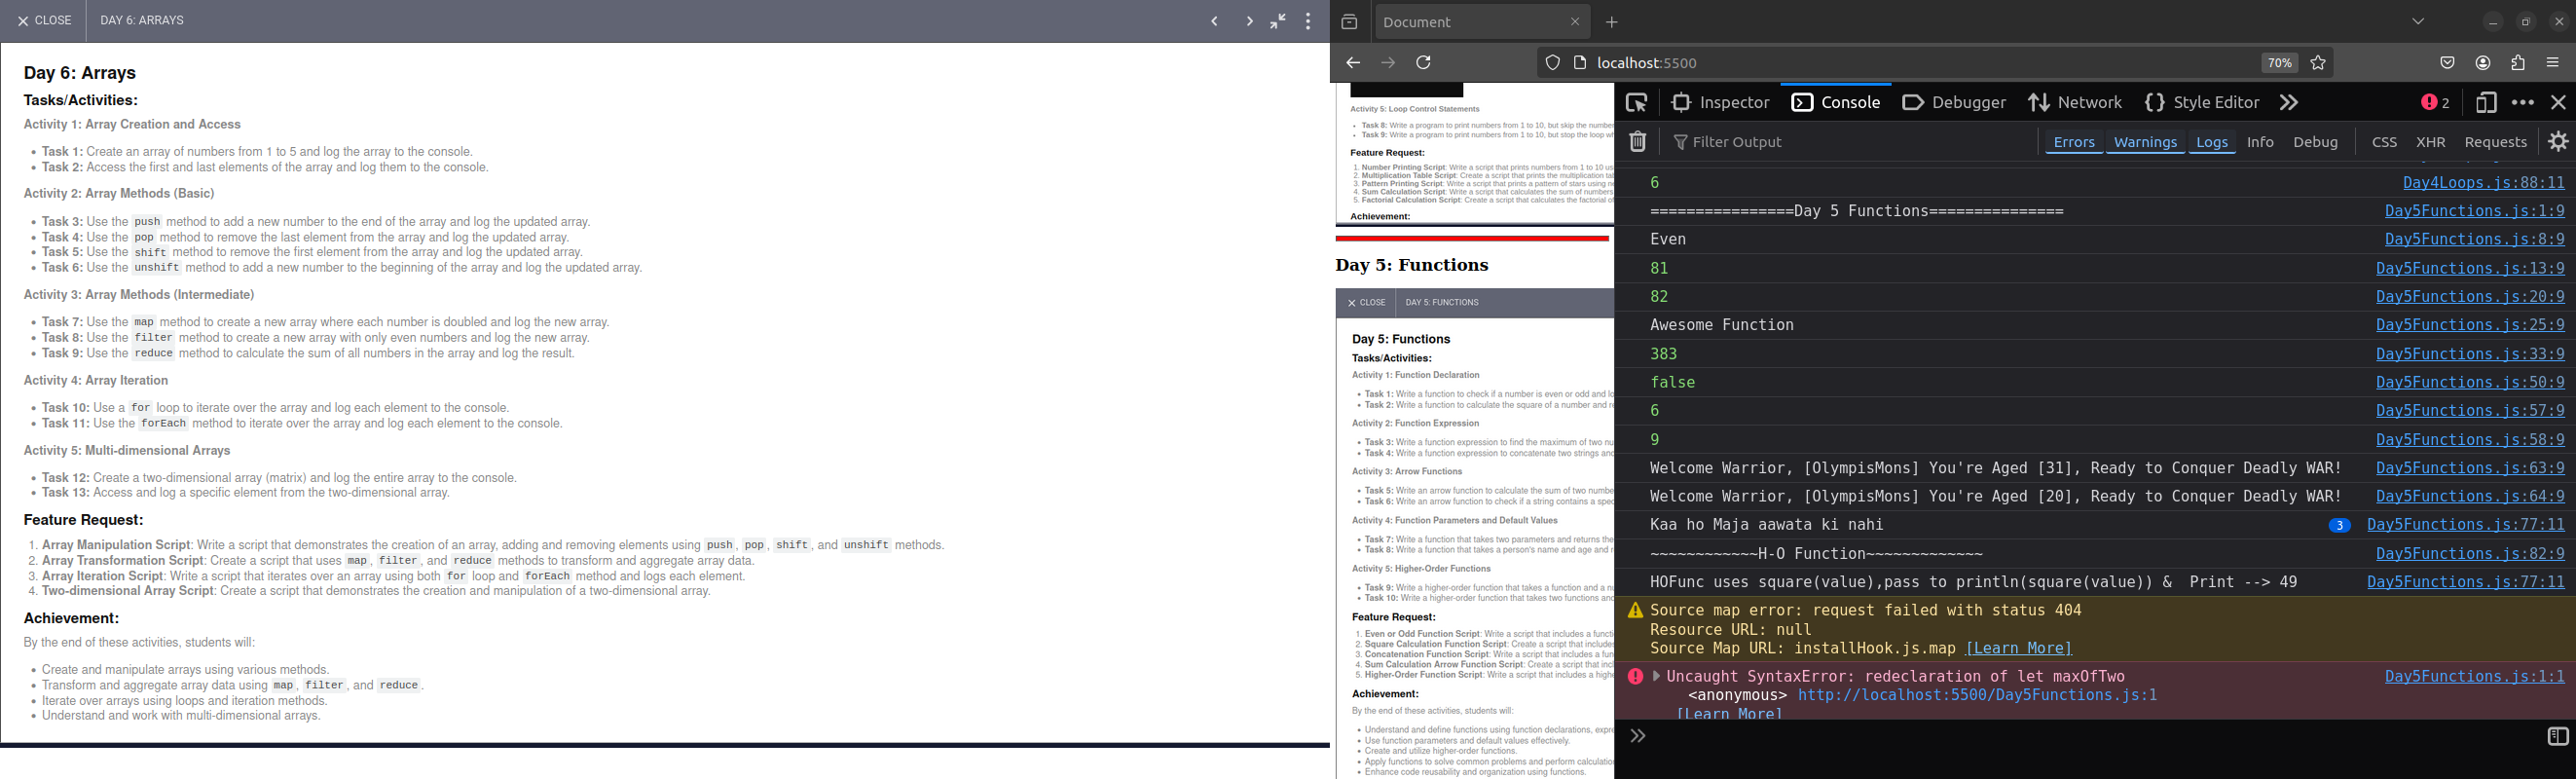 CLOSE
DAY 6: ARRAYS
Day 6: Arrays
Tasks/Activities:
Activity 1: Array Creation and Access
Task 1: Create an array of numbers from 1 to 5 and log the array to the console.
Task 2: Access the first and last elements of the array and log them to the console.
Activity 2: Array Methods (Basic)
Task 3: Use the push method to add a new number to the end of the array and log the updated array.
Task 4: Use the pop method to remove the last element from the array and log the updated array.
Task 5: Use the shift method to remove the first element from the array and log the updated array.
Task 6: Use the unshift method to add a new number to the beginning of the array and log the updated array.
Activity 3: Array Methods (Intermediate)
Task 7: Use the map method to create a new array where each number is doubled and log the new array.
Task 8: Use the filter method to create a new array with only even numbers and log the new array.
Task 9: Use the reduce method to calculate the sum of all numbers in the array and log the result.
Activity 4: Array Iteration
Task 10: Use a for loop to iterate over the array and log each element to the console.
Task 11: Use the forEach method to iterate over the array and log each element to the console.
Activity 5: Multi-dimensional Arrays
Task 12: Create a two-dimensional array (matrix) and log the entire array to the console.
Task 13: Access and log a specific element from the two-dimensional array.
Feature Request:
1. Array Manipulation Script: Write a script that demonstrates the creation of an array, adding and removing elements using push, pop, shift, and unshift methods.
2. Array Transformation Script: Create a script that uses map, filter, and reduce methods to transform and aggregate array data.
3. Array Iteration Script: Write a script that iterates over an array using both for loop and forEach method and logs each element.
4. Two-dimensional Array Script: Create a script that demonstrates the creation and manipulation of a two-dimensional array.
Achievement:
By the end of these activities, students will:
Create and manipulate arrays using various methods.
Transform and aggregate array data using map, filter, and reduce.
Iterate over arrays using loops and iteration methods.
Understand and work with multi-dimensional arrays.
Document
localhost:5500
70%
Activity 5: Loop Control Statements
Task 8: Write a program to print numbers from 1 to 10, but skip the number
Task 9: Write a program to print numbers from 1 to 10, but stop the loop
Feature Request:
1. Number Printing Script: Write a script that prints numbers from 1 to 10
2. Multiplication Table Script: Create a script that prints the multiplication
3. Pattern Printing Script: Write a script that prints a pattern of stars using
4. Sum Calculation Script: Write a script that calculates the sum of numbers
5. Factorial Calculation Script: Create a script that calculates the factorial
Achievement:
Day 5: Functions
CLOSE
DAY 5: FUNCTIONS
Day 5: Functions
Tasks/Activities:
Activity 1: Function Declaration
Task 1: Write a function to check if a number is even or odd and
Task 2: Write a function to calculate the square of a number and
Activity 2: Function Expression
Task 3: Write a function expression to find the maximum of two
Task 4: Write a function expression to concatenate two strings
Activity 3: Arrow Functions
Task 5: Write an arrow function to calculate the sum of two
Task 6: Write an arrow function to check if a string contains a
Activity 4: Function Parameters and Default Values
Task 7: Write a function that takes two parameters and returns
Task 8: Write a function that takes a person's name and age and
Activity 5: Higher-Order Functions
Task 9: Write a higher-order function that takes a function and a
Task 10: Write a higher-order function that takes two functions
Feature Request:
1. Even or Odd Function Script: Write a script that includes a
2. Square Calculation Function Script: Create a script that
3. Concatenation Function Script: Write a script that includes a
4. Sum Calculation Arrow Function Script: Create a script that
5. Higher-Order Function Script: Write a script that includes a
Achievement:
By the end of these activities, students will:
Understand and define functions using function declarations,
Use function parameters and default values effectively.
Create and utilize higher-order functions.
Apply functions to solve common problems and perform
Enhance code reusability and organization using functions.
Inspector
Console
Debugger
Network
Style Editor
2
Filter Output
Errors
Warnings
Logs
Info
Debug
CSS
XHR
Requests
6 Day4Loops.js:88:11
================Day 5 Functions=============== Day5Functions.js:1:9
Even Day5Functions.js:8:9
81 Day5Functions.js:13:9
82 Day5Functions.js:20:9
Awesome Function Day5Functions.js:25:9
383 Day5Functions.js:33:9
false Day5Functions.js:50:9
6 Day5Functions.js:57:9
9 Day5Functions.js:58:9
Welcome Warrior, [OlympisMons] You're Aged [31], Ready to Conquer Deadly WAR! Day5Functions.js:63:9
Welcome Warrior, [OlympisMons] You're Aged [20], Ready to Conquer Deadly WAR! Day5Functions.js:64:9
Kaa ho Maja aawata ki nahi 3 Day5Functions.js:77:11
~~~~~~~~~~~~H-O Function~~~~~~~~~~~~~ Day5Functions.js:82:9
HOFunc uses square(value),pass to println(square(value)) & Print --> 49 Day5Functions.js:77:11
Source map error: request failed with status 404
Resource URL: null
Source Map URL: installHook.js.map [Learn More]
Uncaught SyntaxError: redeclaration of let maxOfTwo Day5Functions.js:1:1
<anonymous> http://localhost:5500/Day5Functions.js:1
[Learn More]